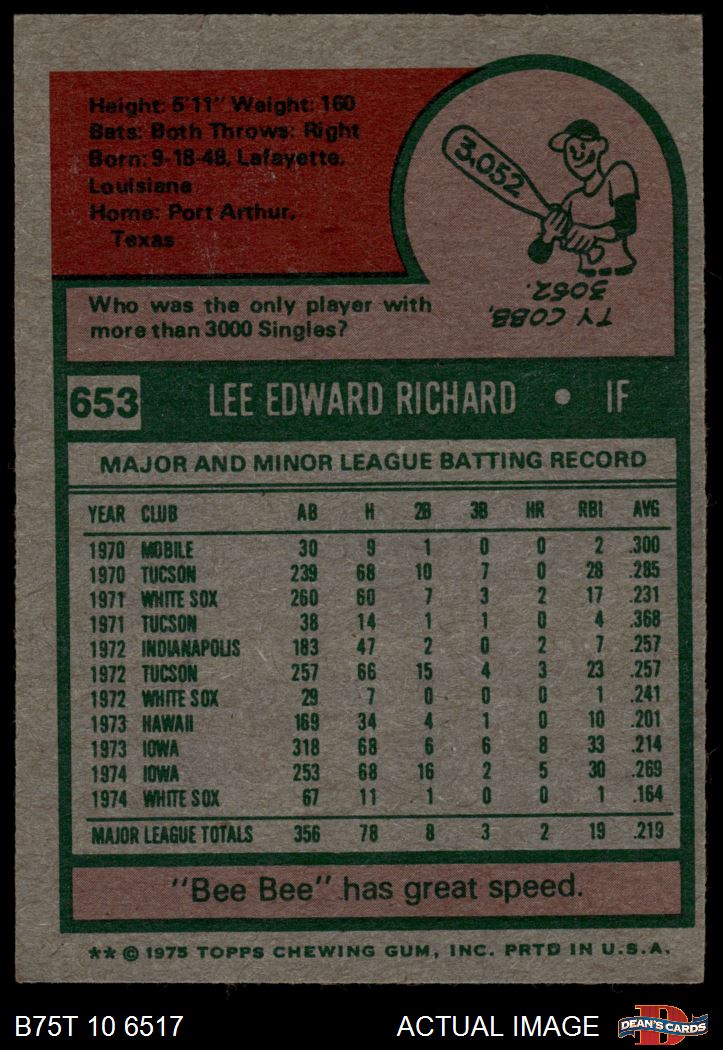 Height: 5'11" Weight: 160
Bats: Both Throws: Right
Born: 9-18-48, Lafayette,
Louisiana
Home: Port Arthur,
Texas
3,052
TY COBB,
3052.
Who was the only player with
more than 3000 Singles?
653 LEE EDWARD RICHARD • IF
MAJOR AND MINOR LEAGUE BATTING RECORD
YEAR CLUB AB H 2B 3B HR RBI AVG
1970 MOBILE 30 9 1 0 0 2 .300
1970 TUCSON 239 68 10 7 0 28 .285
1971 WHITE SOX 260 60 7 3 2 17 .231
1971 TUCSON 38 14 1 1 0 4 .368
1972 INDIANAPOLIS 183 47 2 0 2 7 .257
1972 TUCSON 257 66 15 4 3 23 .257
1972 WHITE SOX 29 7 0 0 0 1 .241
1973 HAWAII 169 34 4 1 0 10 .201
1973 IOWA 318 68 6 6 8 33 .214
1974 IOWA 253 68 16 2 5 30 .269
1974 WHITE SOX 67 11 1 0 0 1 .164
MAJOR LEAGUE TOTALS 356 78 8 3 2 19 .219
"Bee Bee" has great speed.
** © 1975 TOPPS CHEWING GUM, INC. PRTD IN U.S.A.
B75T 10 6517 ACTUAL IMAGE DEAN'S CARDS